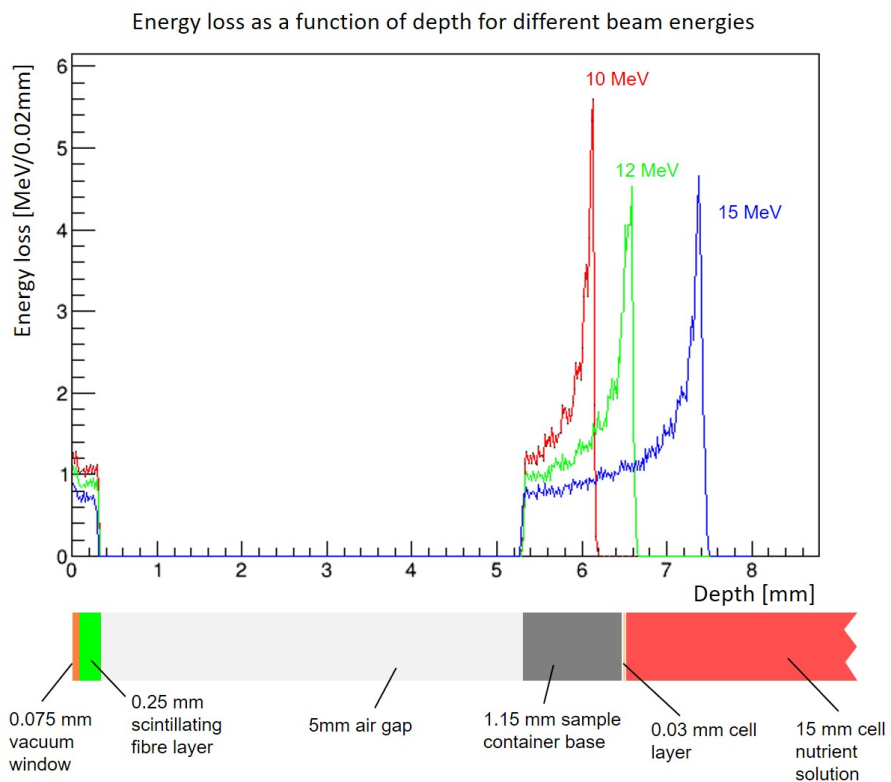 Energy loss as a function of depth for different beam energies
Energy loss [MeV/0.02mm]
6
5
4
3
2
1
0
10 MeV
12 MeV
15 MeV
0
1
2
3
4
5
6
7
8
Depth [mm]
0.075 mm
vacuum
window
0.25 mm
scintillating
fibre layer
5mm air gap
1.15 mm sample
container base
0.03 mm cell
layer
15 mm cell
nutrient
solution